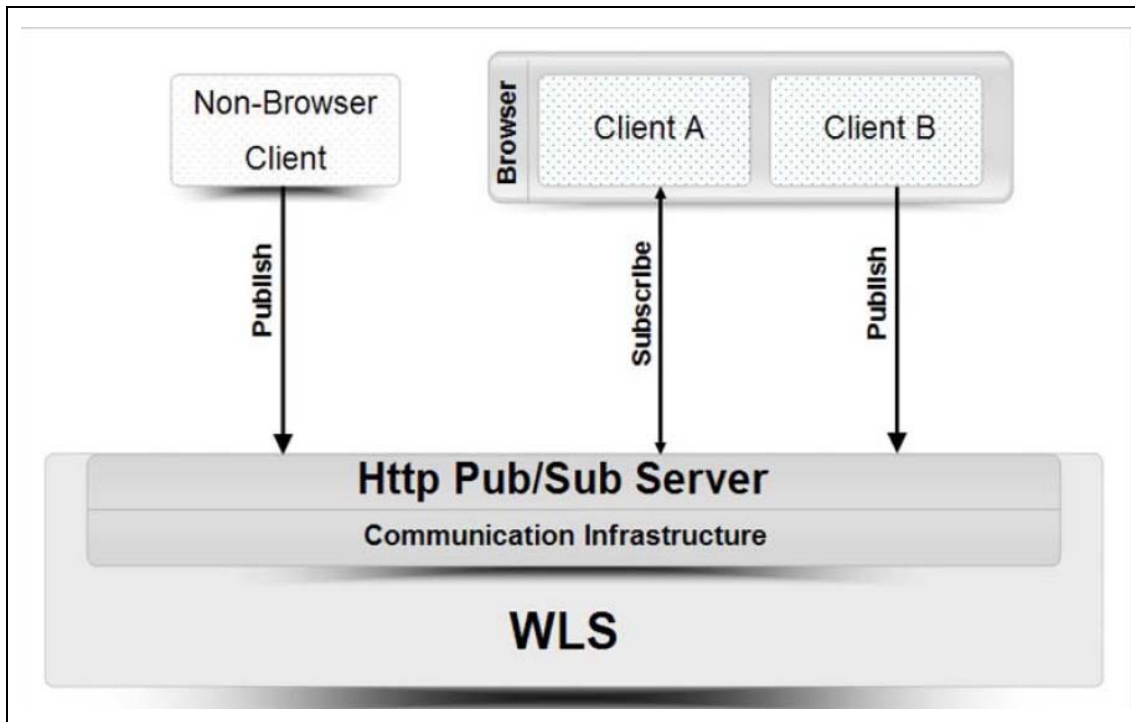 Non-Browser
Client
Browser
Client A
Client B
Publish
Subscribe
Publish
Http Pub/Sub Server
Communication Infrastructure
WLS